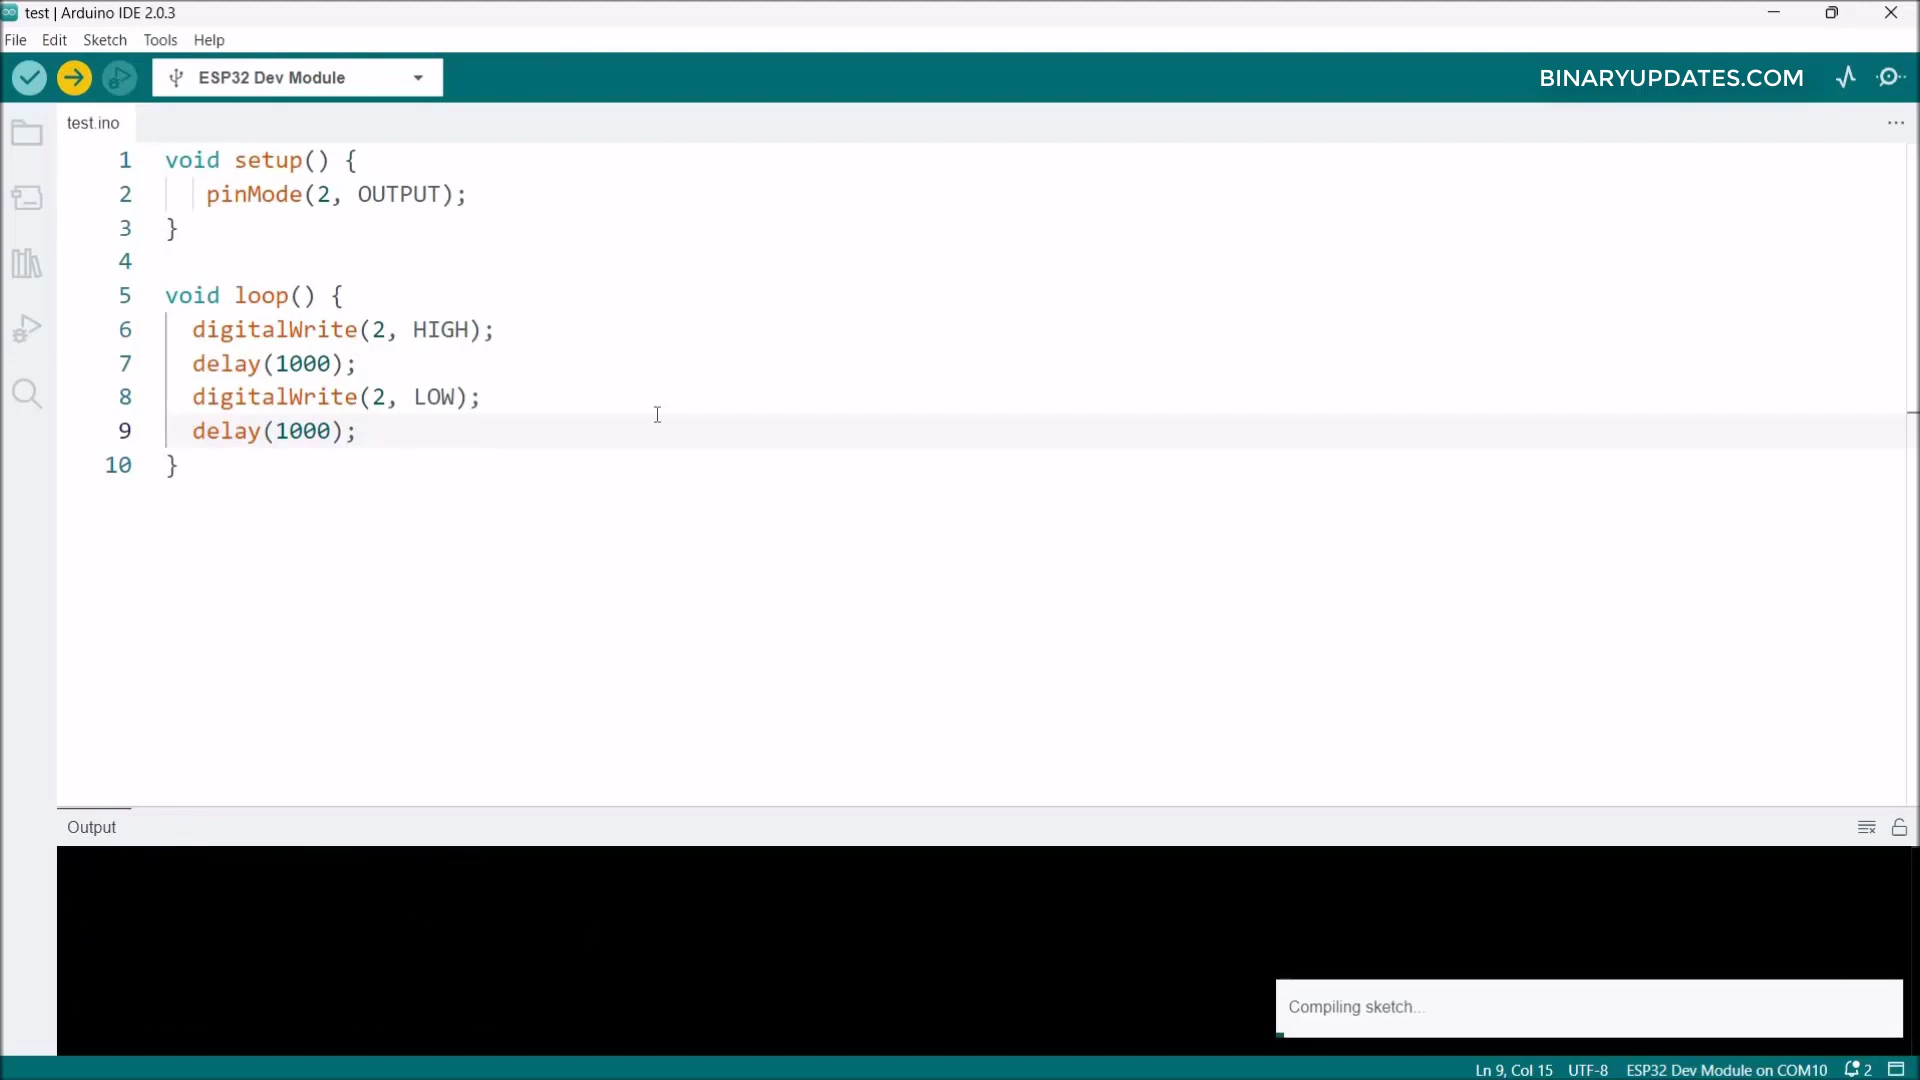 test | Arduino IDE 2.0.3
File Edit Sketch Tools Help
ESP32 Dev Module
BINARYUPDATES.COM
test.ino
1 void setup() {
2 pinMode(2, OUTPUT);
3 }
4
5 void loop() {
6 digitalWrite(2, HIGH);
7 delay(1000);
8 digitalWrite(2, LOW);
9 delay(1000);
10 }
Output
Compiling sketch...
Ln 9, Col 15 UTF-8 ESP32 Dev Module on COM10 2